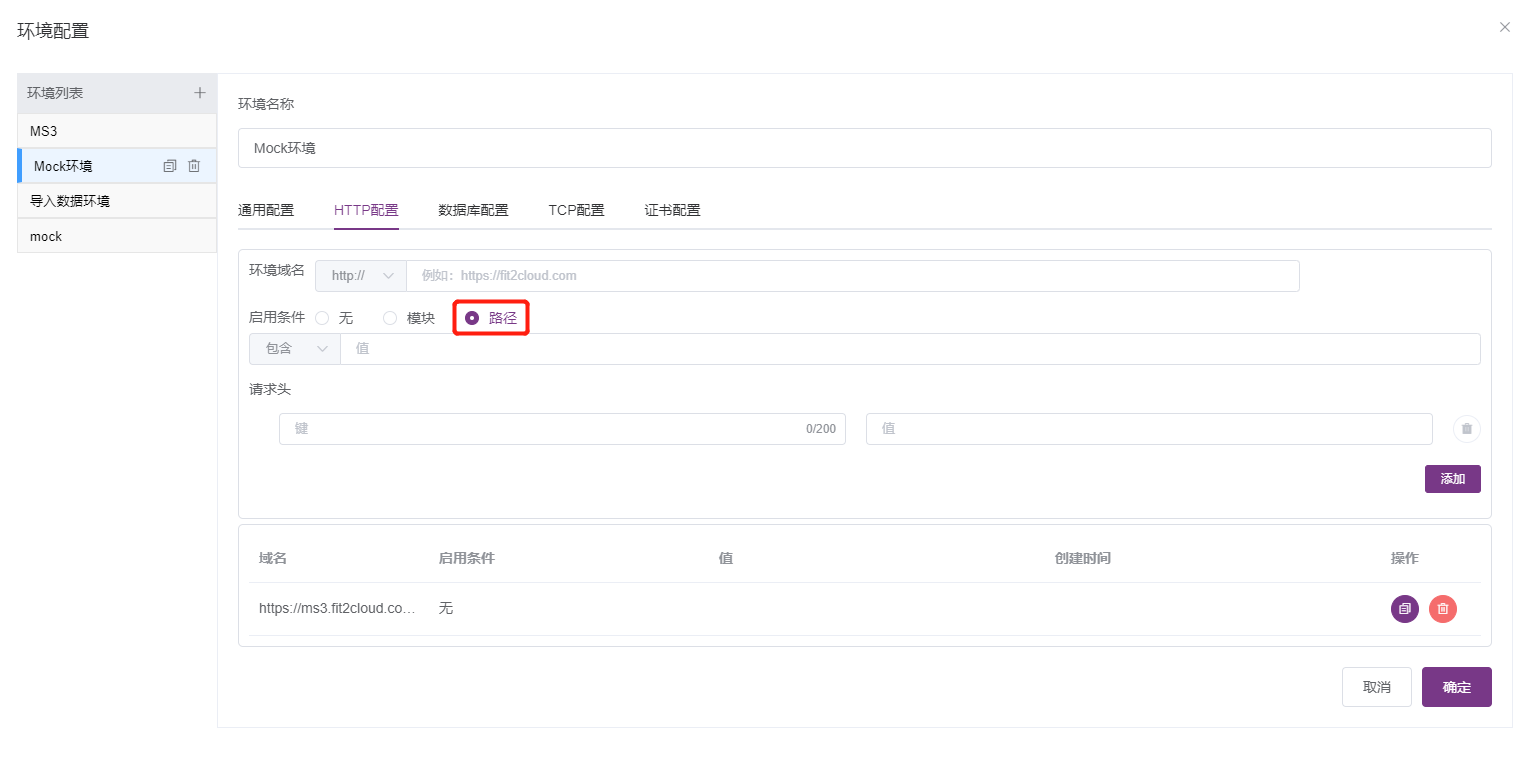 环境配置
环境列表
MS3
Mock环境
导入数据环境
mock
环境名称
Mock环境
通用配置 HTTP配置 数据库配置 TCP配置 证书配置
环境域名 http:// 例如：https://fit2cloud.com
启用条件 无 模块 路径
包含 值
请求头
键 0/200 值
添加
域名 启用条件 值 创建时间 操作
https://ms3.fit2cloud.co... 无
取消 确定